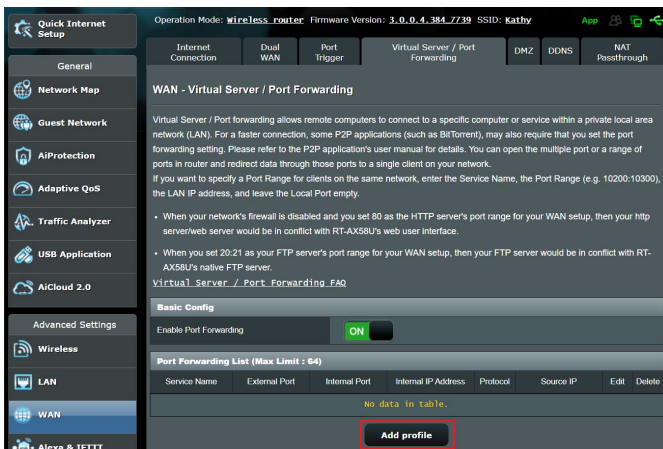 Quick Internet
Setup
Operation Mode: Wireless router Firmware Version: 3.0.0.4.384_7739 SSID: Kathy
App
General
Network Map
Guest Network
AiProtection
Adaptive QoS
Traffic Analyzer
USB Application
AiCloud 2.0
Advanced Settings
Wireless
LAN
WAN
Alexa & IFTTT
Internet
Connection
Dual
WAN
Port
Trigger
Virtual Server / Port
Forwarding
DMZ
DDNS
NAT
Passthrough
WAN - Virtual Server / Port Forwarding
Virtual Server / Port forwarding allows remote computers to connect to a specific computer or service within a private local area
network (LAN). For a faster connection, some P2P applications (such as BitTorrent), may also require that you set the port
forwarding setting. Please refer to the P2P application's user manual for details. You can open the multiple port or a range of
ports in router and redirect data through those ports to a single client on your network.
If you want to specify a Port Range for clients on the same network, enter the Service Name, the Port Range (e.g. 10200:10300),
the LAN IP address, and leave the Local Port empty.
• When your network's firewall is disabled and you set 80 as the HTTP server's port range for your WAN setup, then your http
server/web server would be in conflict with RT-AX58U's web user interface.
• When you set 20:21 as your FTP server's port range for your WAN setup, then your FTP server would be in conflict with RT-
AX58U's native FTP server.
Virtual Server / Port Forwarding FAQ
Basic Config
Enable Port Forwarding ON
Port Forwarding List (Max Limit : 64)
Service Name External Port Internal Port Internal IP Address Protocol Source IP Edit Delete
No data in table.
Add profile